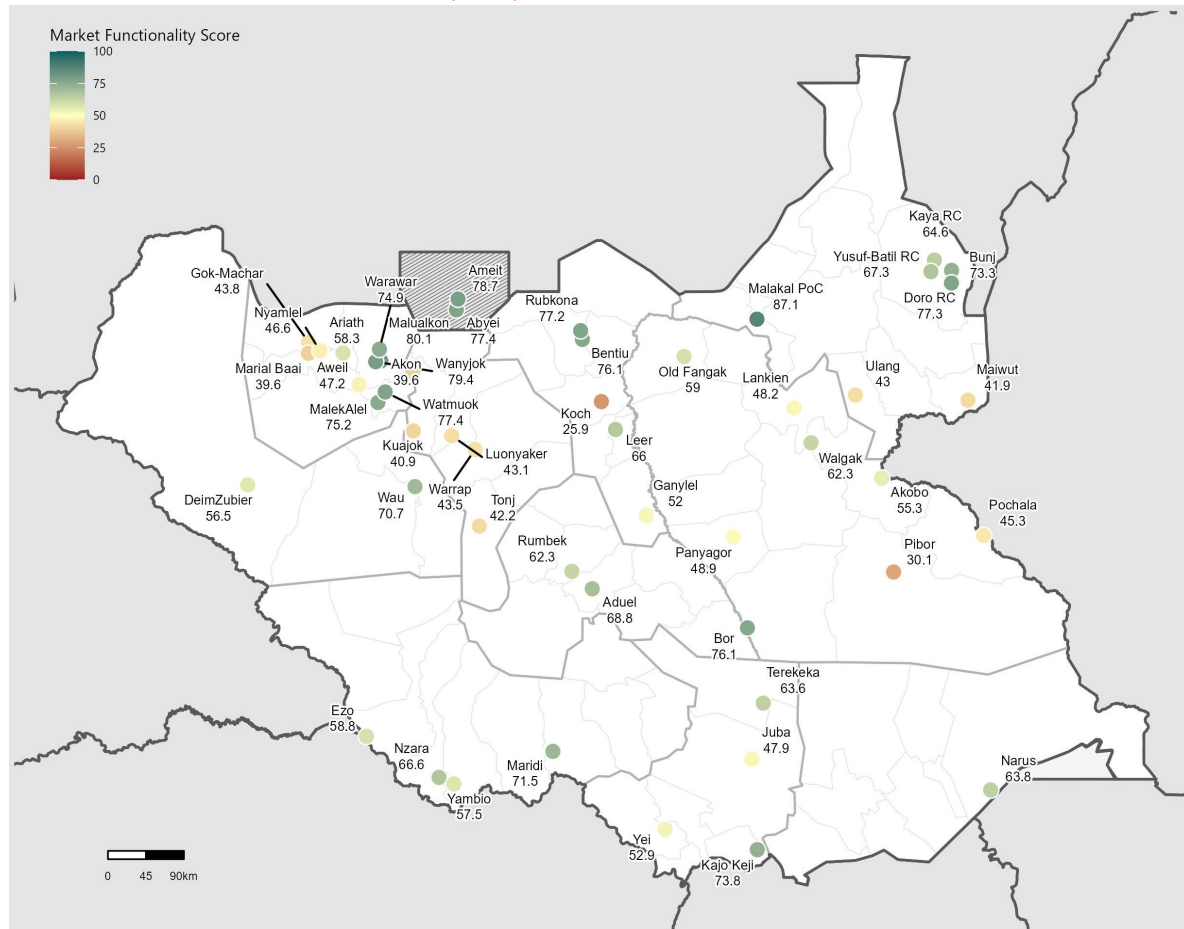 Market Functionality Score
100
75
50
25
0
Kaya RC
64.6
Yusuf-Batil RC
67.3
Bunj
73.3
Doro RC
77.3
Gok-Machar
43.8
Warawar
74.9
Ameit
78.7
Malakal PoC
87.1
Rubkona
77.2
Nyamlel
46.6
Ariath
58.3
Malualkon
80.1
Abyei
77.4
Bentiu
76.1
Marial Baai
39.6
Aweil
47.2
Akon
39.6
Wanyjok
79.4
Old Fangak
59
Lankien
48.2
Ulang
43
Maiwut
41.9
MalekAlel
75.2
Watmuok
77.4
Koch
25.9
Leer
66
Kuajok
40.9
Luonyaker
43.1
Walgak
62.3
DeimZubier
56.5
Wau
70.7
Warrap
43.5
Tonj
42.2
Ganylel
52
Akobo
55.3
Pochala
45.3
Rumbek
62.3
Panyagor
48.9
Pibor
30.1
Aduel
68.8
Bor
76.1
Terekeka
63.6
Ezo
58.8
Nzara
66.6
Maridi
71.5
Juba
47.9
Narus
63.8
Yambio
57.5
Yei
52.9
Kajo Keji
73.8
0 45 90km